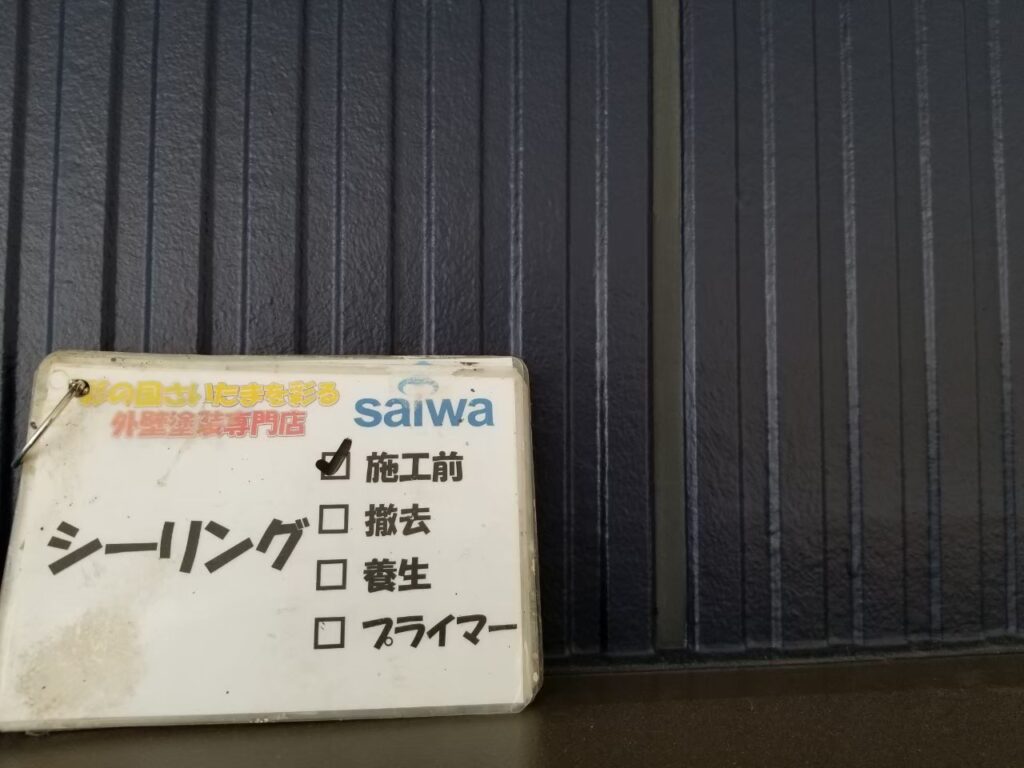 彩の国さいたまを彩る
外壁塗装専門店
saiwa
シーリング
☑ 施工前
☐ 撤去
☐ 養生
☐ プライマー